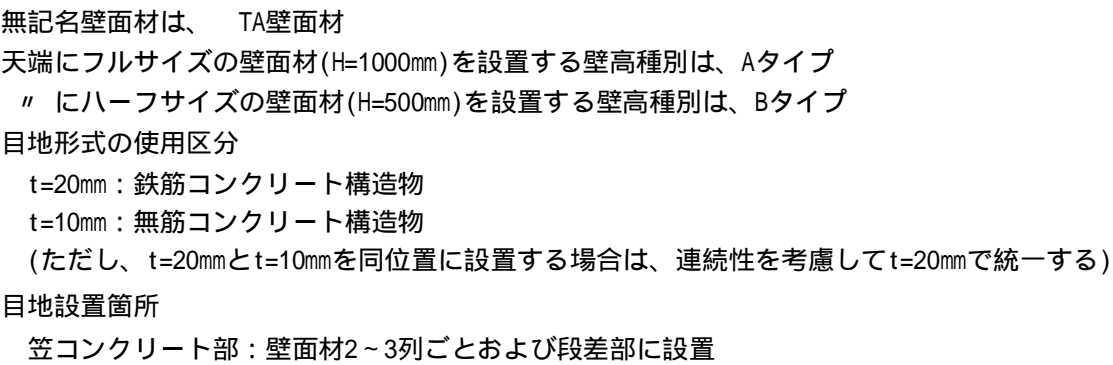 無記名壁面材は、　TA壁面材
天端にフルサイズの壁面材(H=1000mm)を設置する壁高種別は、Aタイプ
〃 にハーフサイズの壁面材(H=500mm)を設置する壁高種別は、Bタイプ
目地形式の使用区分
t=20㎜：鉄筋コンクリート構造物
t=10㎜：無筋コンクリート構造物
(ただし、t=20㎜とt=10㎜を同位置に設置する場合は、連続性を考慮してt=20㎜で統一する)
目地設置箇所
笠コンクリート部：壁面材2～3列ごとおよび段差部に設置